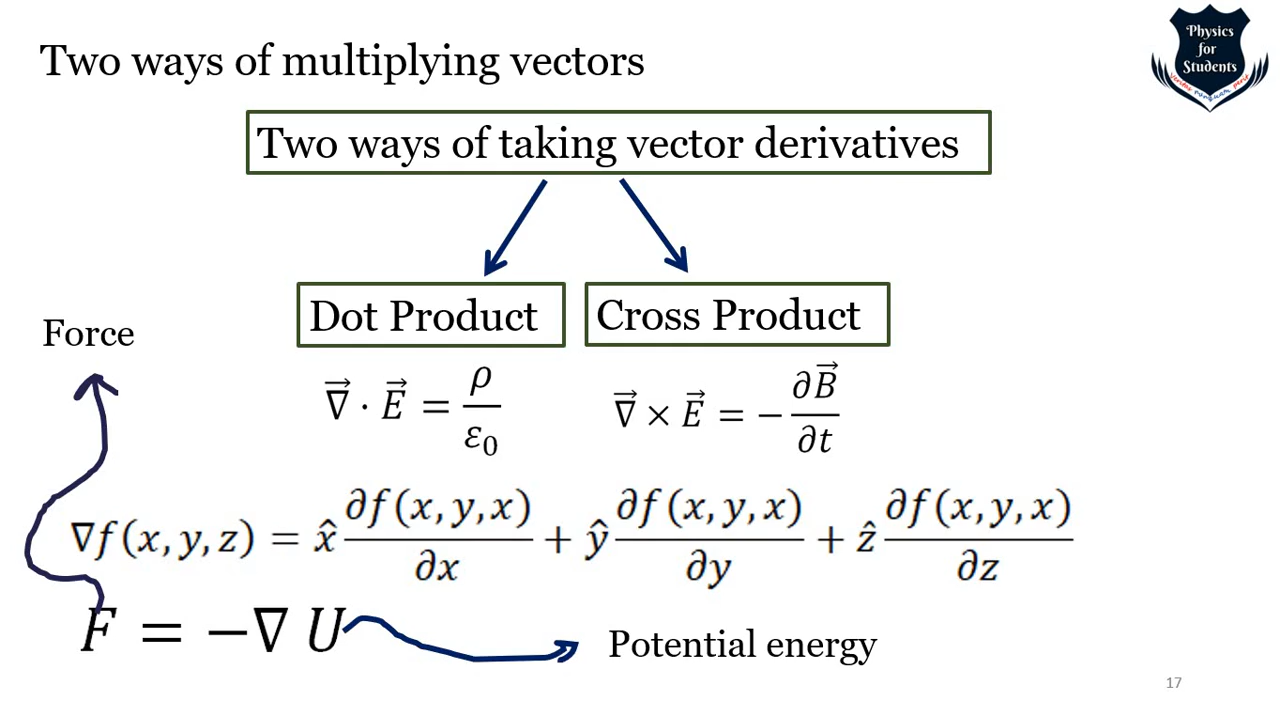 Two ways of multiplying vectors
Physics
for
Students
Two ways of taking vector derivatives
Dot Product
Cross Product
Force
∇⃗ · E⃗ = ρ/ε₀
∇⃗ × E⃗ = − ∂B⃗/∂t
∇f(x, y, z) = x̂ ∂f(x, y, x)/∂x + ŷ ∂f(x, y, x)/∂y + ẑ ∂f(x, y, x)/∂z
F = −∇ U
Potential energy
17